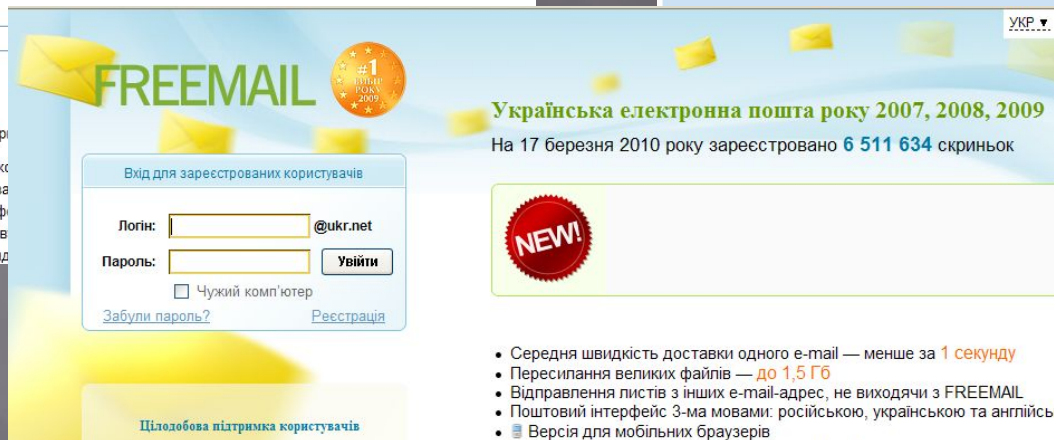 УКР ▼
FREEMAIL
#1
ВИБІР
РОКУ
2009
Українська електронна пошта року 2007, 2008, 2009
На 17 березня 2010 року зареєстровано 6 511 634 скриньок
Вхід для зареєстрованих користувачів
Логін: @ukr.net
Пароль: Увійти
Чужий комп'ютер
Забули пароль? Реєстрація
NEW!
• Середня швидкість доставки одного e-mail — менше за 1 секунду
• Пересилання великих файлів — до 1,5 Гб
• Відправлення листів з інших e-mail-адрес, не виходячи з FREEMAIL
• Поштовий інтерфейс 3-ма мовами: російською, українською та англійсь
• Версія для мобільних браузерів
Цілодобова підтримка користувачів